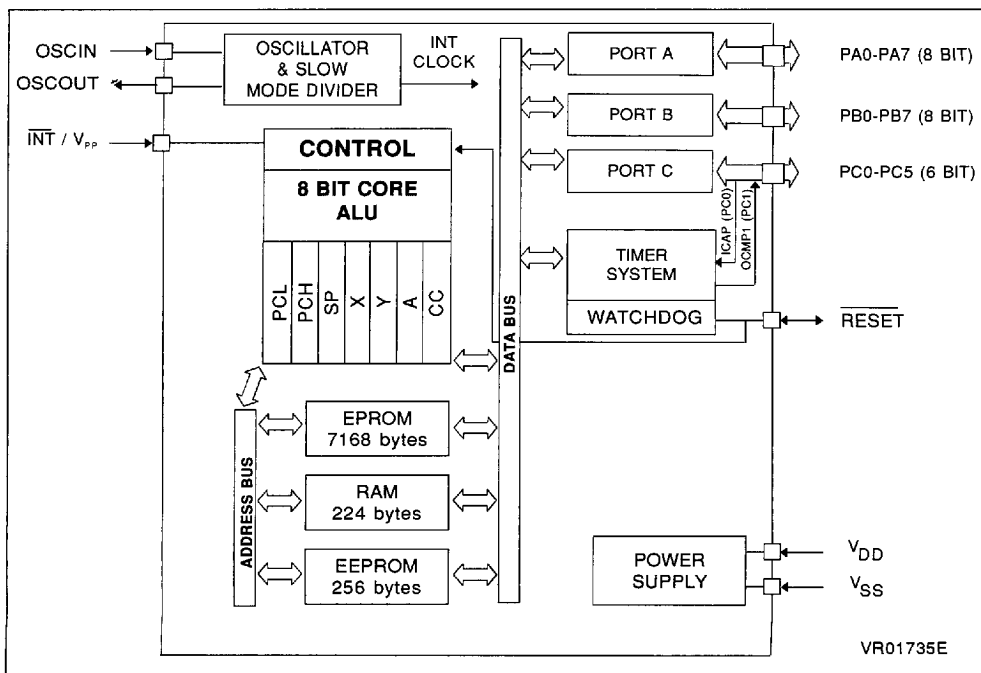 OSCIN
OSCOUT
INT / VPP
OSCILLATOR
& SLOW
MODE DIVIDER
INT
CLOCK
CONTROL
8 BIT CORE
ALU
PCL
PCH
SP
X
Y
A
CC
ADDRESS BUS
EPROM
7168 bytes
RAM
224 bytes
EEPROM
256 bytes
DATA BUS
PORT A
PORT B
PORT C
PA0-PA7 (8 BIT)
PB0-PB7 (8 BIT)
PC0-PC5 (6 BIT)
ICAP (PC0)
OCMP1 (PC1)
TIMER
SYSTEM
WATCHDOG
RESET
POWER
SUPPLY
VDD
VSS
VR01735E